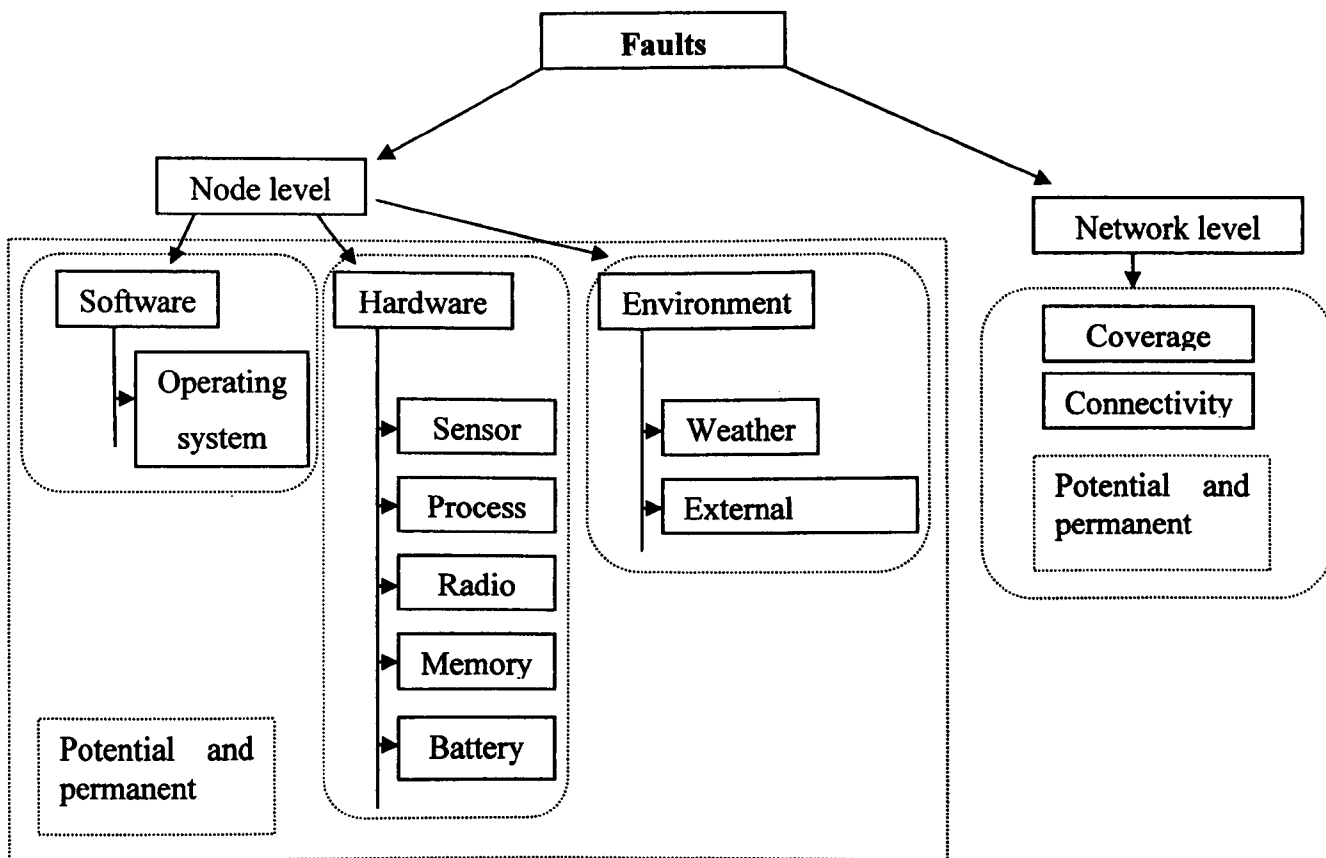 Faults
Node level
Network level
Software
Hardware
Environment
Coverage
Operating
system
Connectivity
Sensor
Weather
Process
External
Potential and
permanent
Radio
Memory
Battery
Potential and
permanent